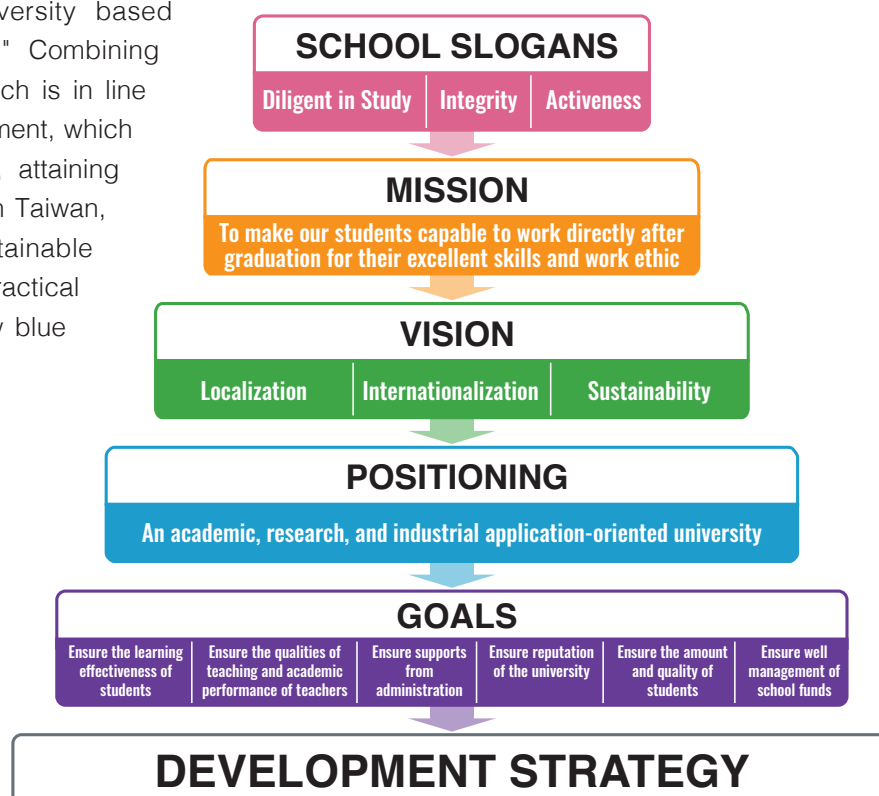 versity based
" Combining
ch is in line
ment, which
attaining
n Taiwan,
tainable
ractical
blue
SCHOOL SLOGANS
Diligent in Study Integrity Activeness
MISSION
To make our students capable to work directly after
graduation for their excellent skills and work ethic
VISION
Localization Internationalization Sustainability
POSITIONING
An academic, research, and industrial application-oriented university
GOALS
Ensure the learning
effectiveness of
students
Ensure the qualities of
teaching and academic
performance of teachers
Ensure supports
from
administration
Ensure reputation
of the university
Ensure the amount
and quality of
students
Ensure well
management of
school funds
DEVELOPMENT STRATEGY